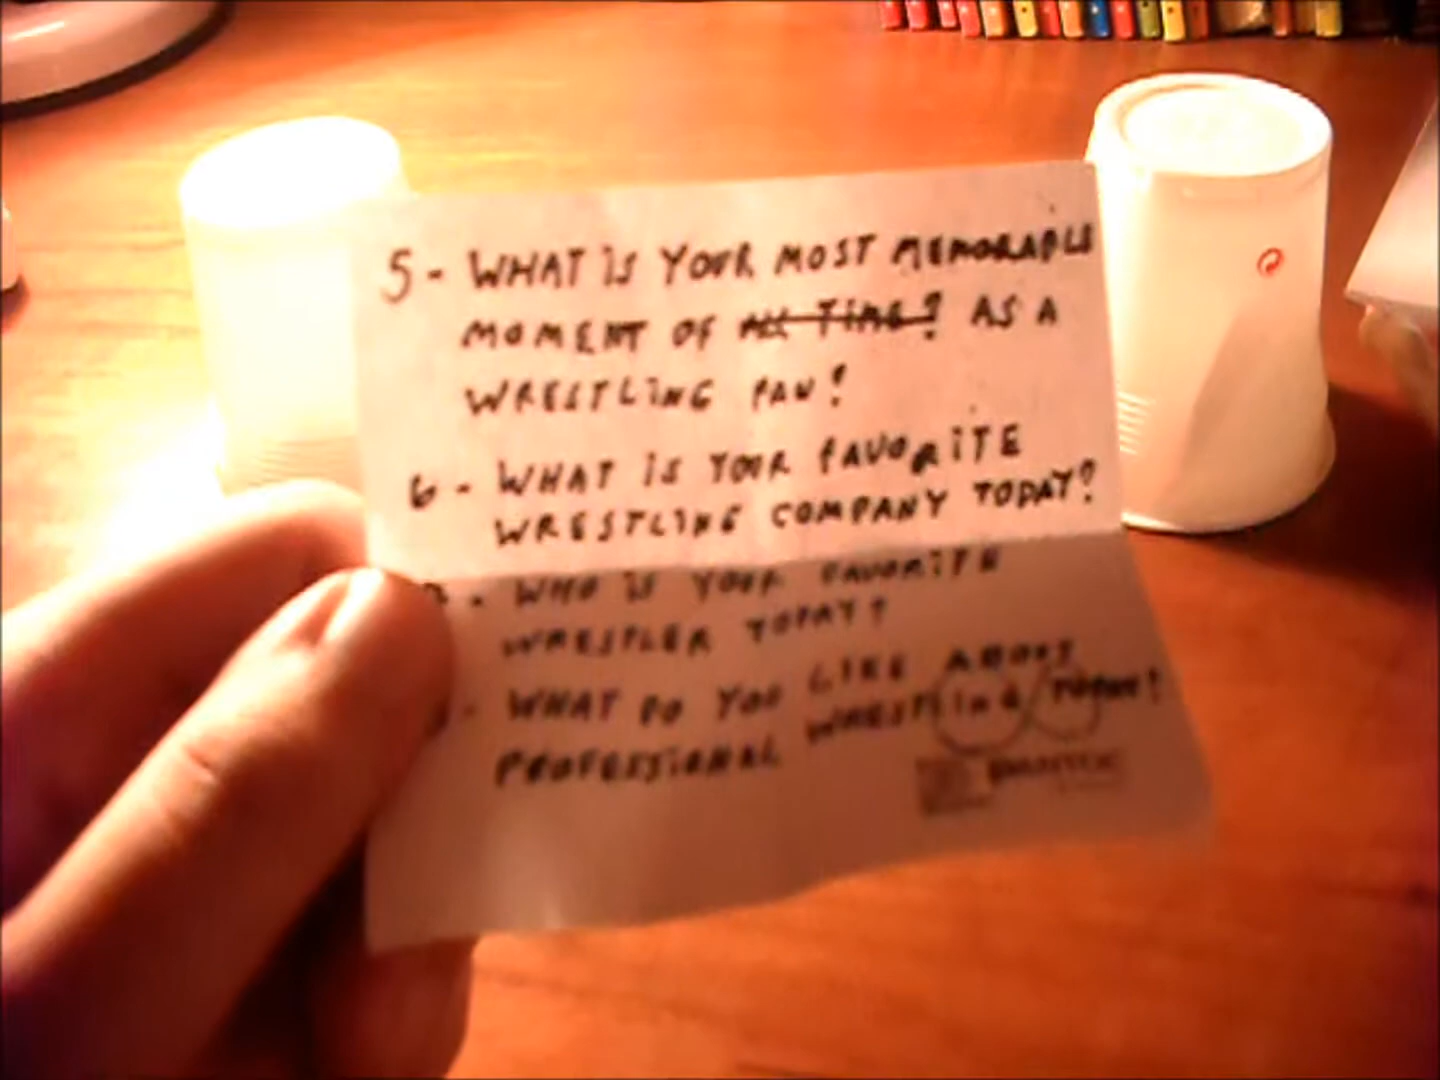 5- WHAT iS YOUR MOST MEMORABLE
MOMENT OF ALL TIME? AS A
WRESTLING FAN?
6- WHAT iS YOUR FAVORiTE
WRESTLING COMPANY TODAY?
- WHO iS YOUR FAVORiTE
WRESTLER TODAY?
- WHAT DO YOU LIKE ABOUT
PROFESSiONAL WRESTLiNG TODAY?